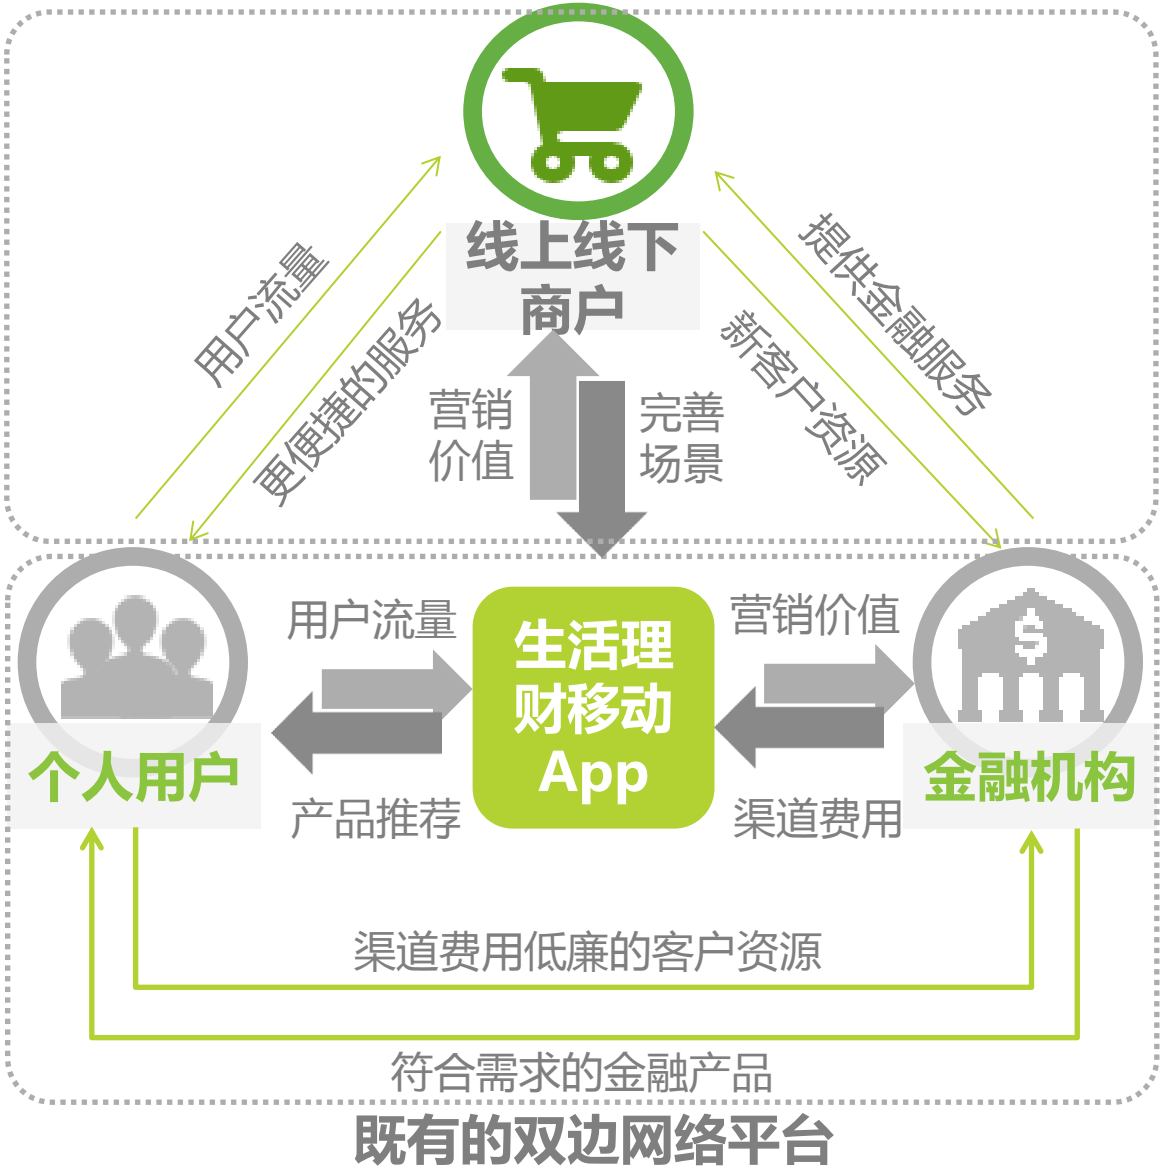 线上线下
商户
用户流量
更便捷的服务
提供金融服务
新客户资源
营销
价值
完善
场景
用户流量
产品推荐
生活理
财移动
App
营销价值
渠道费用
个人用户
金融机构
渠道费用低廉的客户资源
符合需求的金融产品
既有的双边网络平台